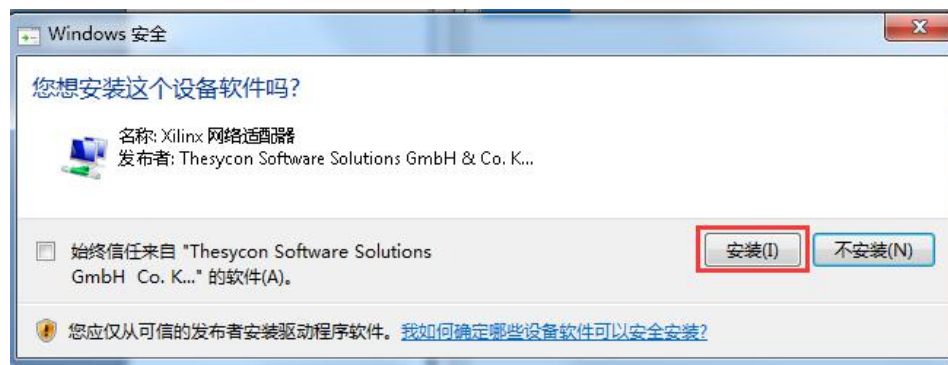 Windows 安全
您想安装这个设备软件吗?
名称: Xilinx 网络适配器
发布者: Thesycon Software Solutions GmbH & Co. K...
始终信任来自 "Thesycon Software Solutions
GmbH  Co. K..." 的软件(A)。
安装(I)
不安装(N)
您应仅从可信的发布者安装驱动程序软件。我如何确定哪些设备软件可以安全安装?